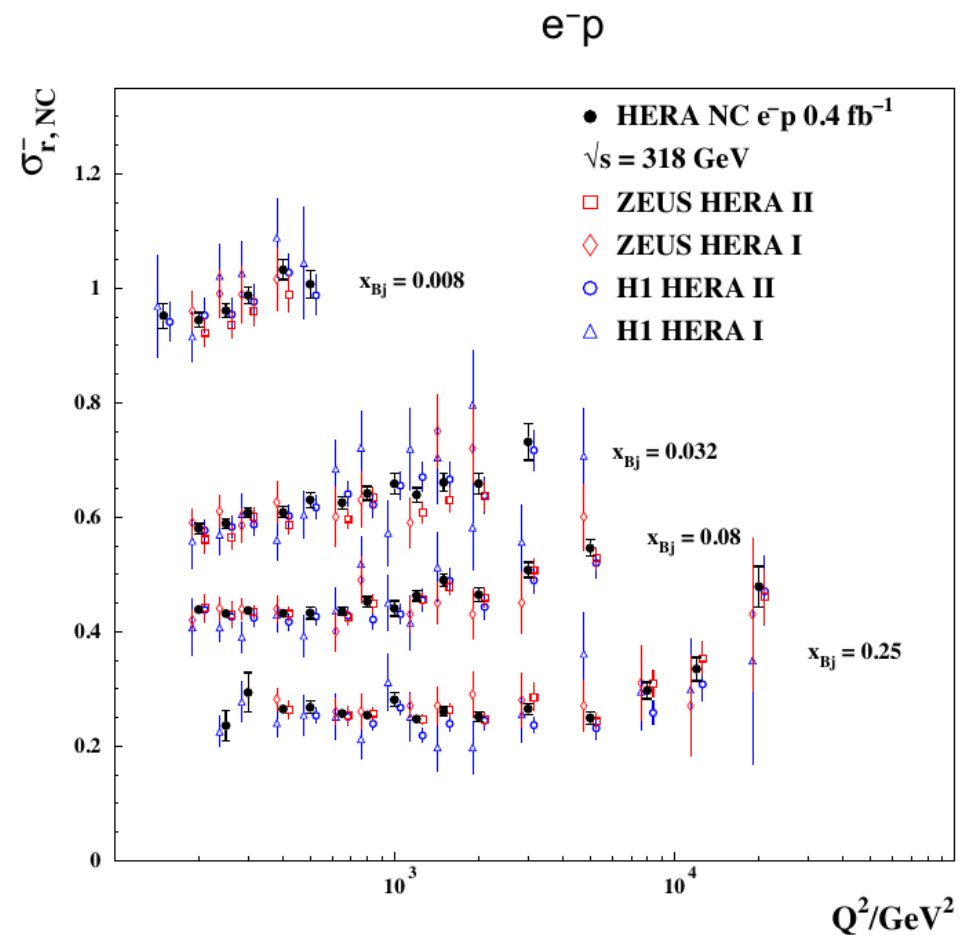 e⁻p
σ⁻r, NC
HERA NC e⁻p 0.4 fb⁻¹
√s = 318 GeV
ZEUS HERA II
ZEUS HERA I
H1 HERA II
H1 HERA I
1.2
1
0.8
0.6
0.4
0.2
0
xBj = 0.008
xBj = 0.032
xBj = 0.08
xBj = 0.25
10³
10⁴
Q²/GeV²